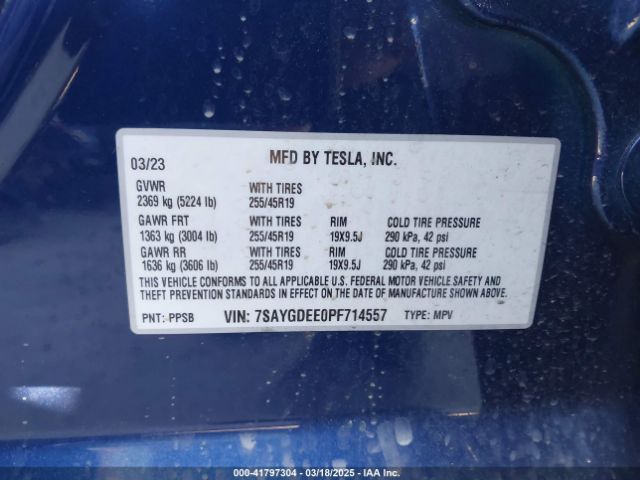 03/23 MFD BY TESLA, INC.
GVWR WITH TIRES
2369 kg (5224 lb) 255/45R19
GAWR FRT WITH TIRES RIM COLD TIRE PRESSURE
1363 kg (3004 lb) 255/45R19 19X9.5J 290 kPa, 42 psi
GAWR RR WITH TIRES RIM COLD TIRE PRESSURE
1636 kg (3606 lb) 255/45R19 19X9.5J 290 kPa, 42 psi
THIS VEHICLE CONFORMS TO ALL APPLICABLE U.S. FEDERAL MOTOR VEHICLE SAFETY AND
THEFT PREVENTION STANDARDS IN EFFECT ON THE DATE OF MANUFACTURE SHOWN ABOVE.
PNT: PPSB VIN: 7SAYGDEE0PF714557 TYPE: MPV
000-41797304 — 03/18/2025 — IAA Inc.